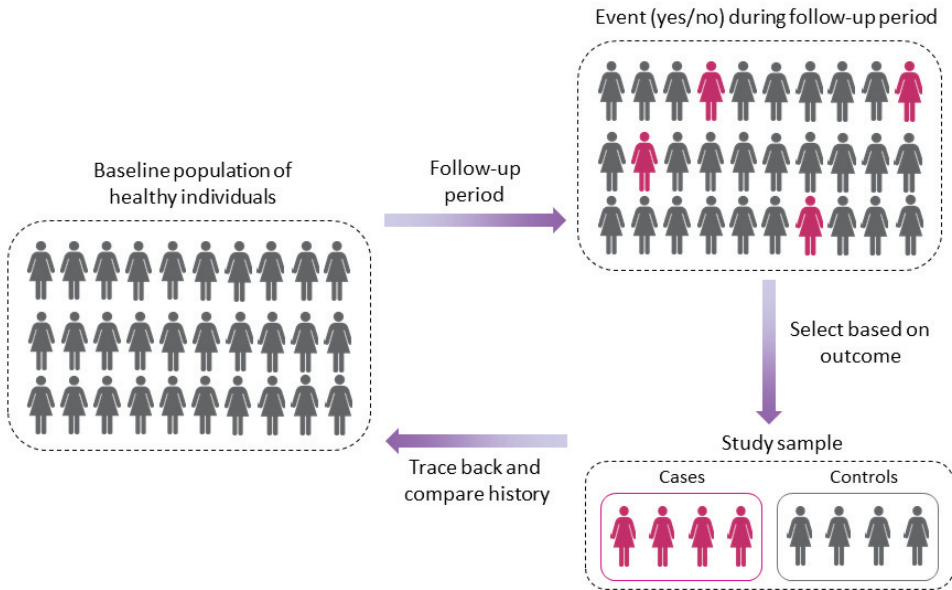 Event (yes/no) during follow-up period
Baseline population of
healthy individuals
Follow-up
period
Select based on
outcome
Study sample
Cases
Controls
Trace back and
compare history